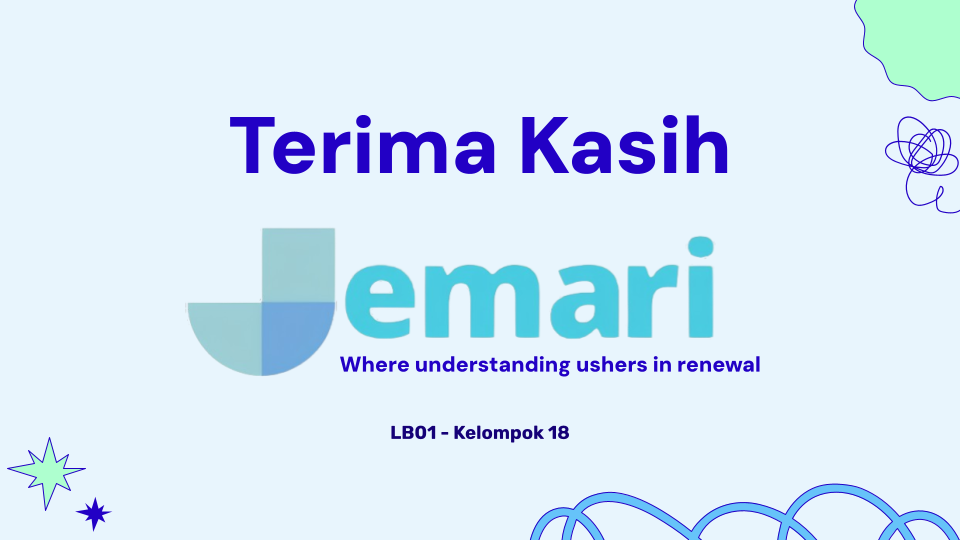 Terima Kasih
Jemari
Where understanding ushers in renewal
LB01 - Kelompok 18